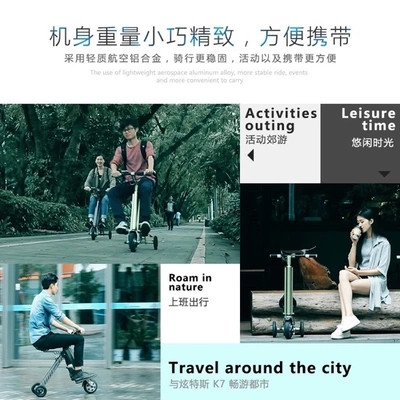 机身重量小巧精致，方便携带
采用轻质航空铝合金，骑行更稳固，活动以及携带更方便
The use of lightweight aerospace aluminum alloy, more stable ride, events
and more convenient to carry
Activities
outing
活动郊游
Leisure
time
悠闲时光
Roam in
nature
上班出行
Travel around the city
与炫特斯 K7 畅游都市